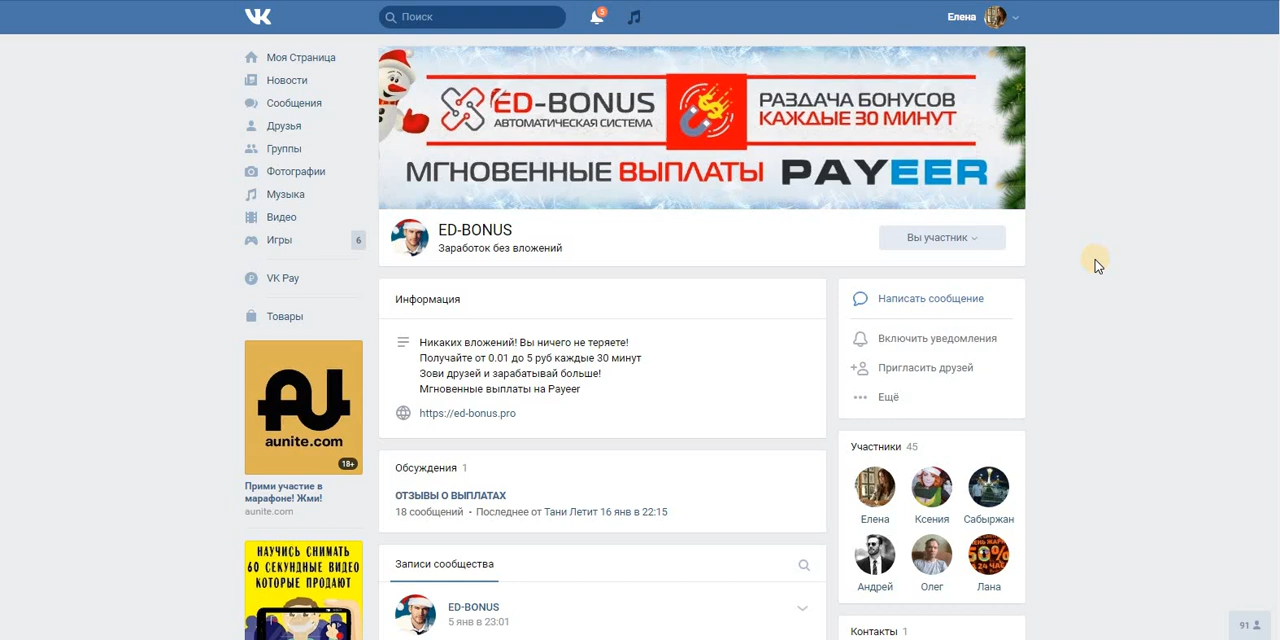 VK
Поиск
5
Елена
Моя Страница
Новости
Сообщения
Друзья
Группы
Фотографии
Музыка
Видео
Игры
6
VK Pay
Товары
aunite.com
18+
Прими участие в
марафоне! Жми!
aunite.com
НАУЧИСЬ СНИМАТЬ
60 СЕКУНДНЫЕ ВИДЕО
КОТОРЫЕ ПРОДАЮТ
ED-BONUS
АВТОМАТИЧЕСКАЯ СИСТЕМА
РАЗДАЧА БОНУСОВ
КАЖДЫЕ 30 МИНУТ
МГНОВЕННЫЕ ВЫПЛАТЫ PAYEER
ED-BONUS
Заработок без вложений
Вы участник
Информация
Никаких вложений! Вы ничего не теряете!
Получайте от 0.01 до 5 руб каждые 30 минут
Зови друзей и зарабатывай больше!
Мгновенные выплаты на Payeer
https://ed-bonus.pro
Обсуждения 1
ОТЗЫВЫ О ВЫПЛАТАХ
18 сообщений • Последнее от Тани Летит 16 янв в 22:15
Записи сообщества
ED-BONUS
5 янв в 23:01
Написать сообщение
Включить уведомления
Пригласить друзей
Ещё
Участники 45
Елена
Ксения
Сабыржан
50%
Андрей
Олег
Лана
Контакты 1
91